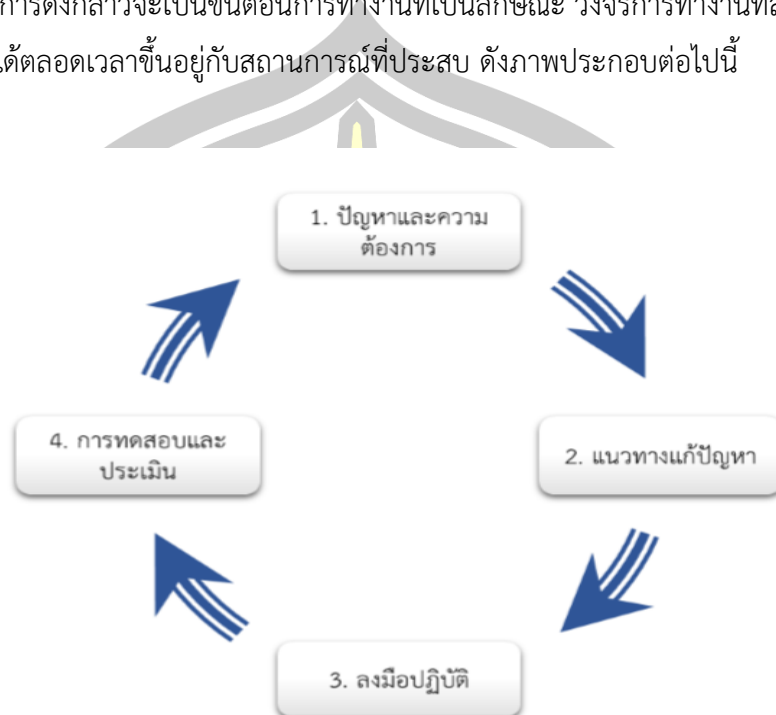 การดังกล่าวจะเป็นขั้นตอนการทำงานที่เป็นลักษณะ วงจรการทำงานที่
ได้ตลอดเวลาขึ้นอยู่กับสถานการณ์ที่ประสบ ดังภาพประกอบต่อไปนี้
1. ปัญหาและความ
ต้องการ
4. การทดสอบและ
ประเมิน
2. แนวทางแก้ปัญหา
3. ลงมือปฏิบัติ